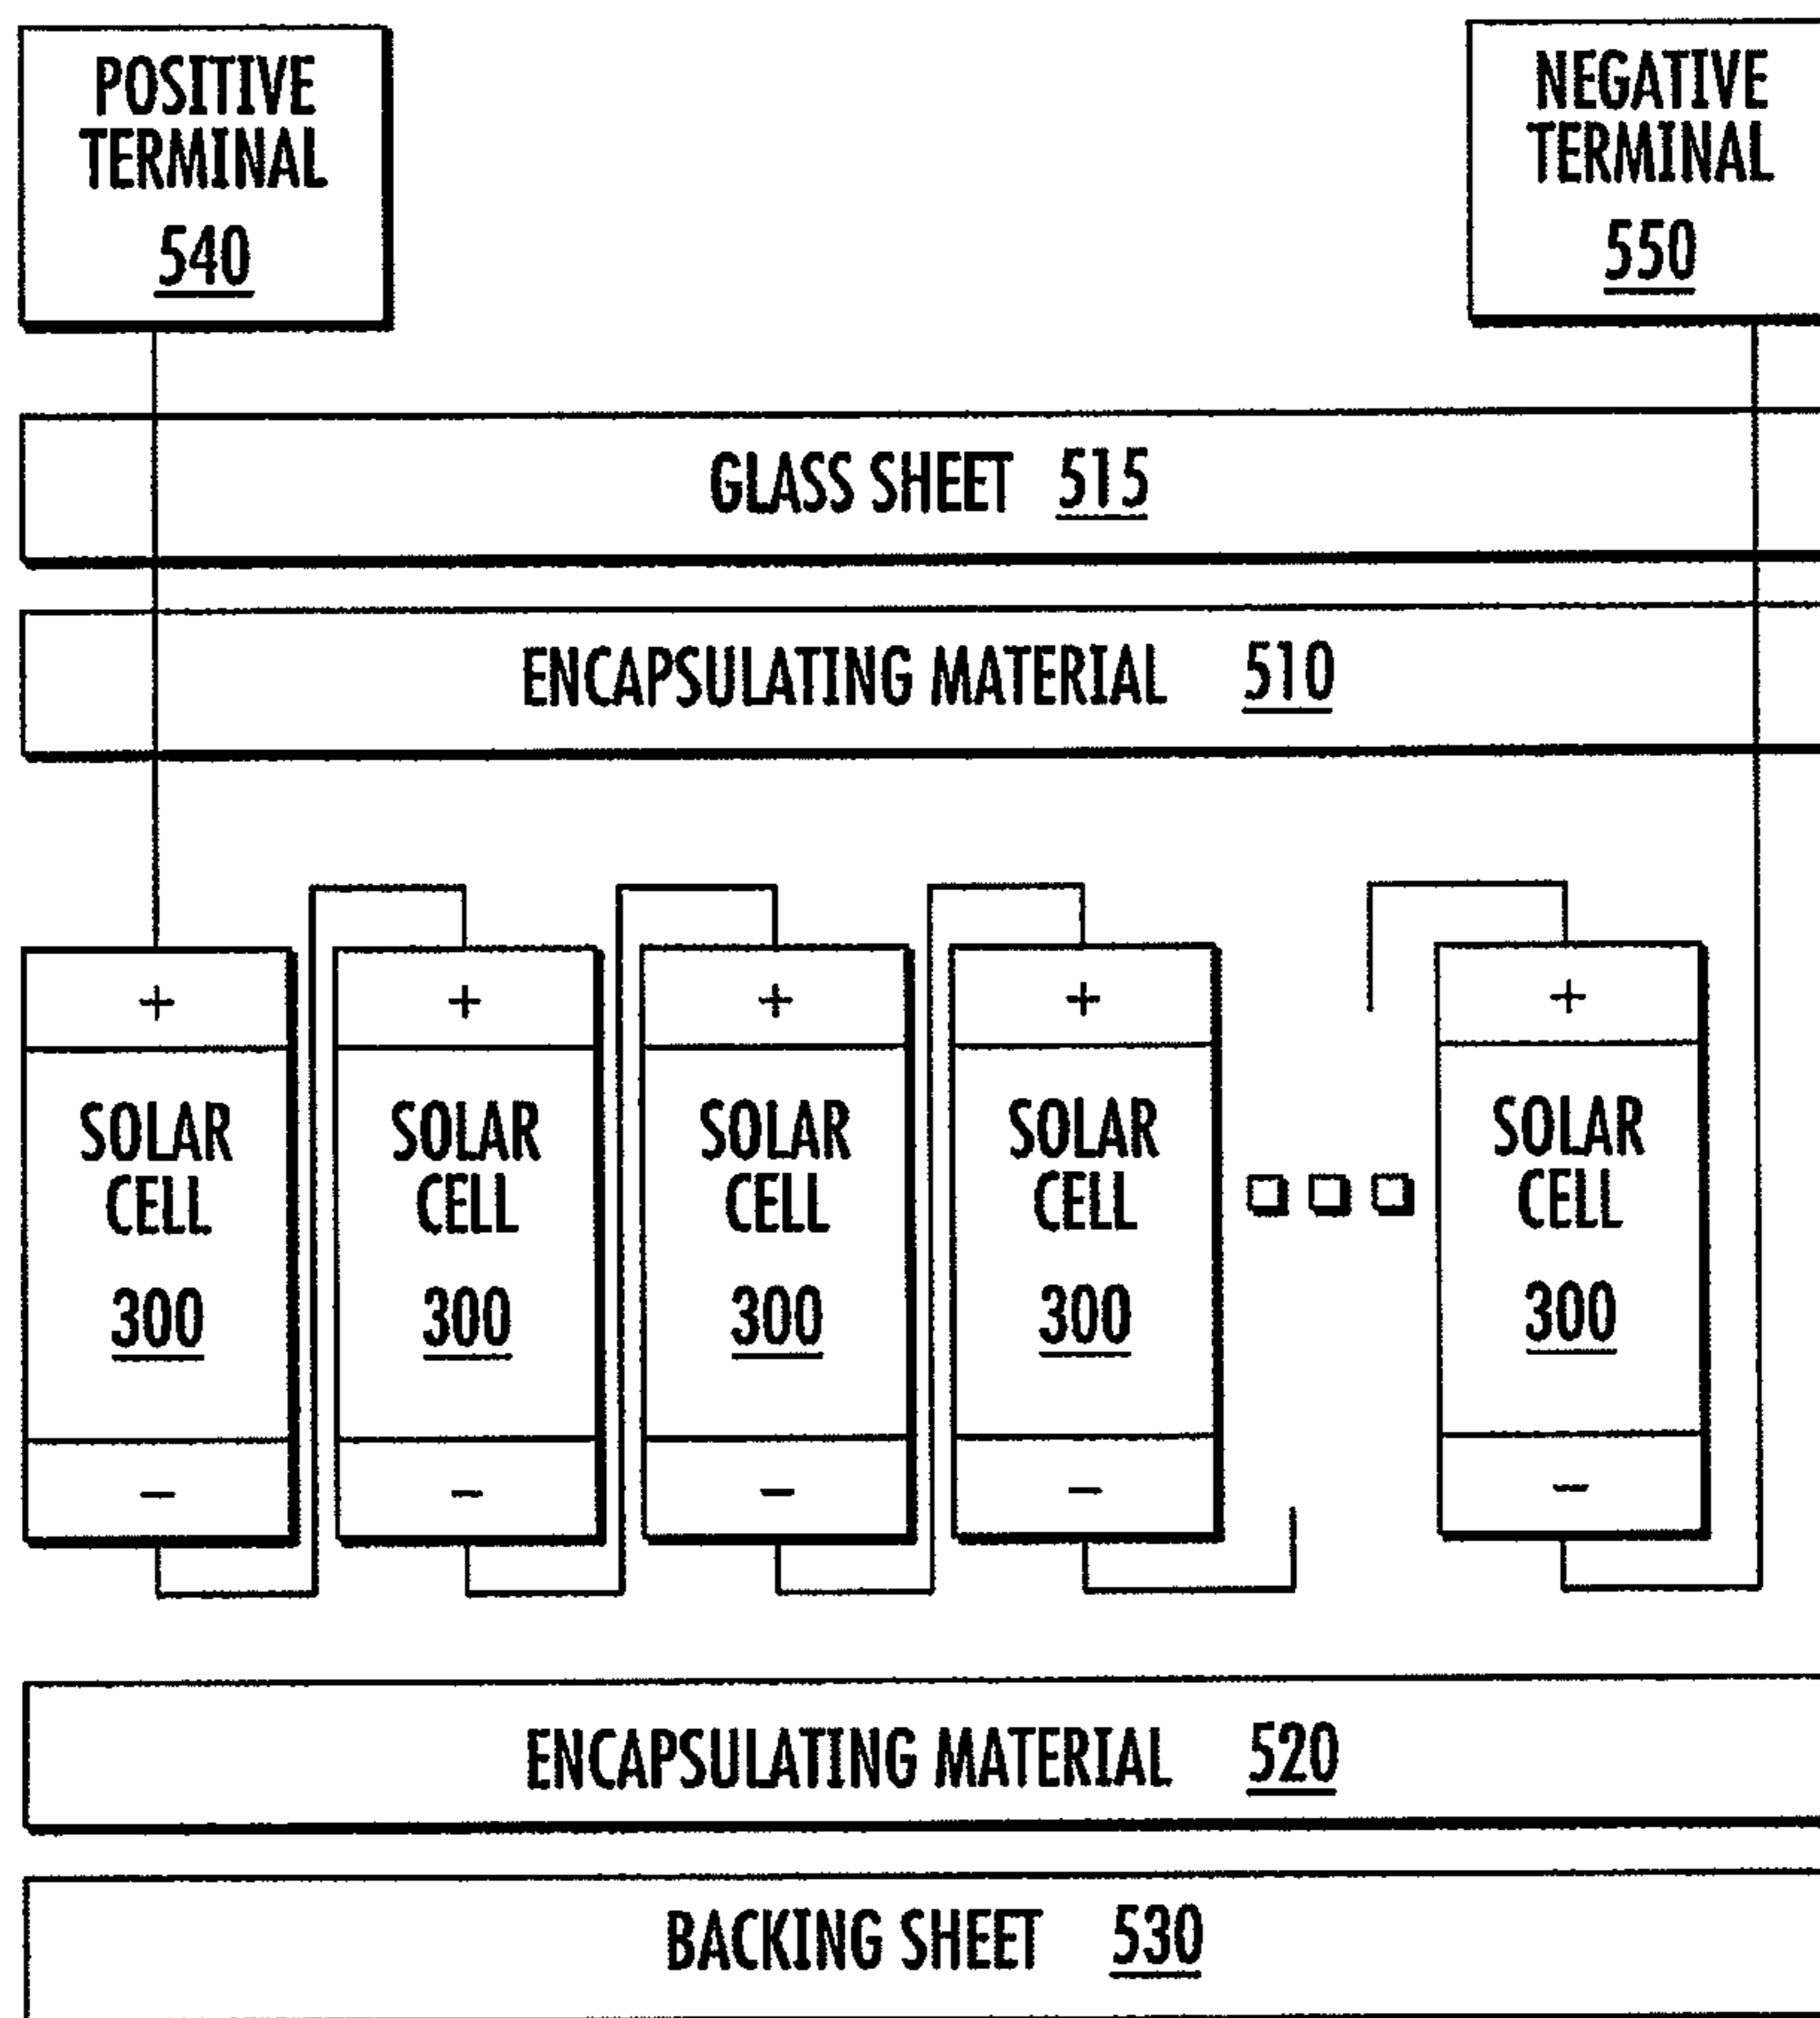 POSITIVE
TERMINAL
540
NEGATIVE
TERMINAL
550
GLASS SHEET 515
ENCAPSULATING MATERIAL 510
+ + + + +
SOLAR
CELL
300
SOLAR
CELL
300
SOLAR
CELL
300
SOLAR
CELL
300
SOLAR
CELL
300
− − − − −
ENCAPSULATING MATERIAL 520
BACKING SHEET 530